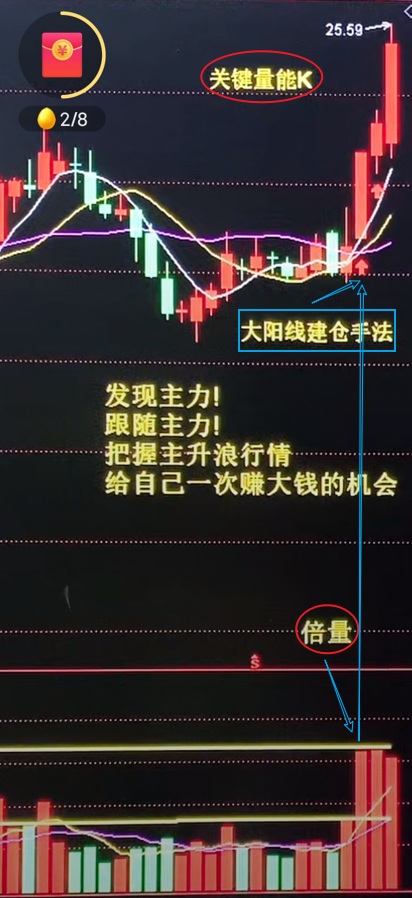 25.59
关键量能K
¥
2/8
大阳线建仓手法
发现主力!
跟随主力!
把握主升浪行情
给自己一次赚大钱的机会
倍量
S